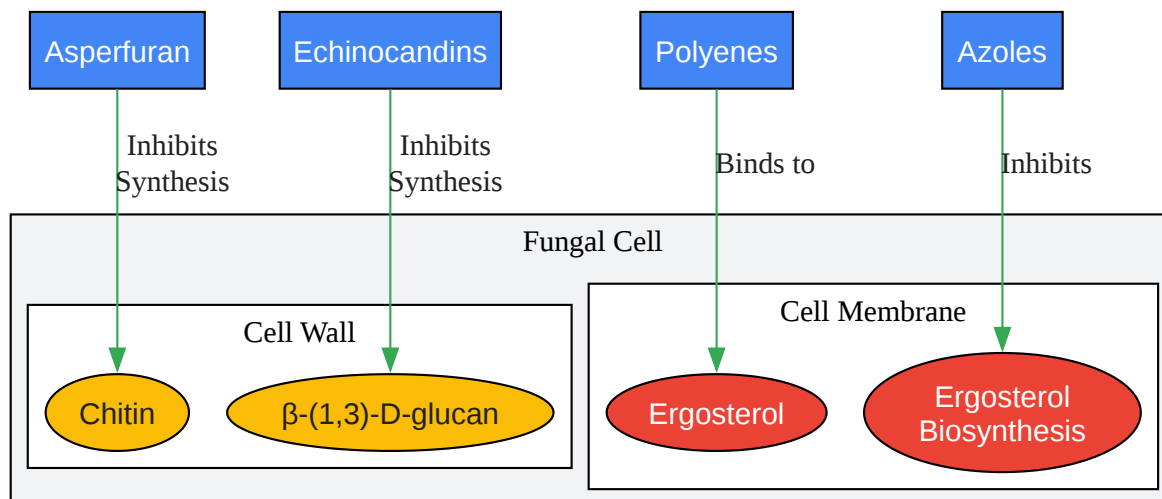 Asperfuran
Echinocandins
Polyenes
Azoles
Inhibits
Synthesis
Inhibits
Synthesis
Binds to
Inhibits
Fungal Cell
Cell Wall
Cell Membrane
Chitin
β-(1,3)-D-glucan
Ergosterol
Ergosterol
Biosynthesis